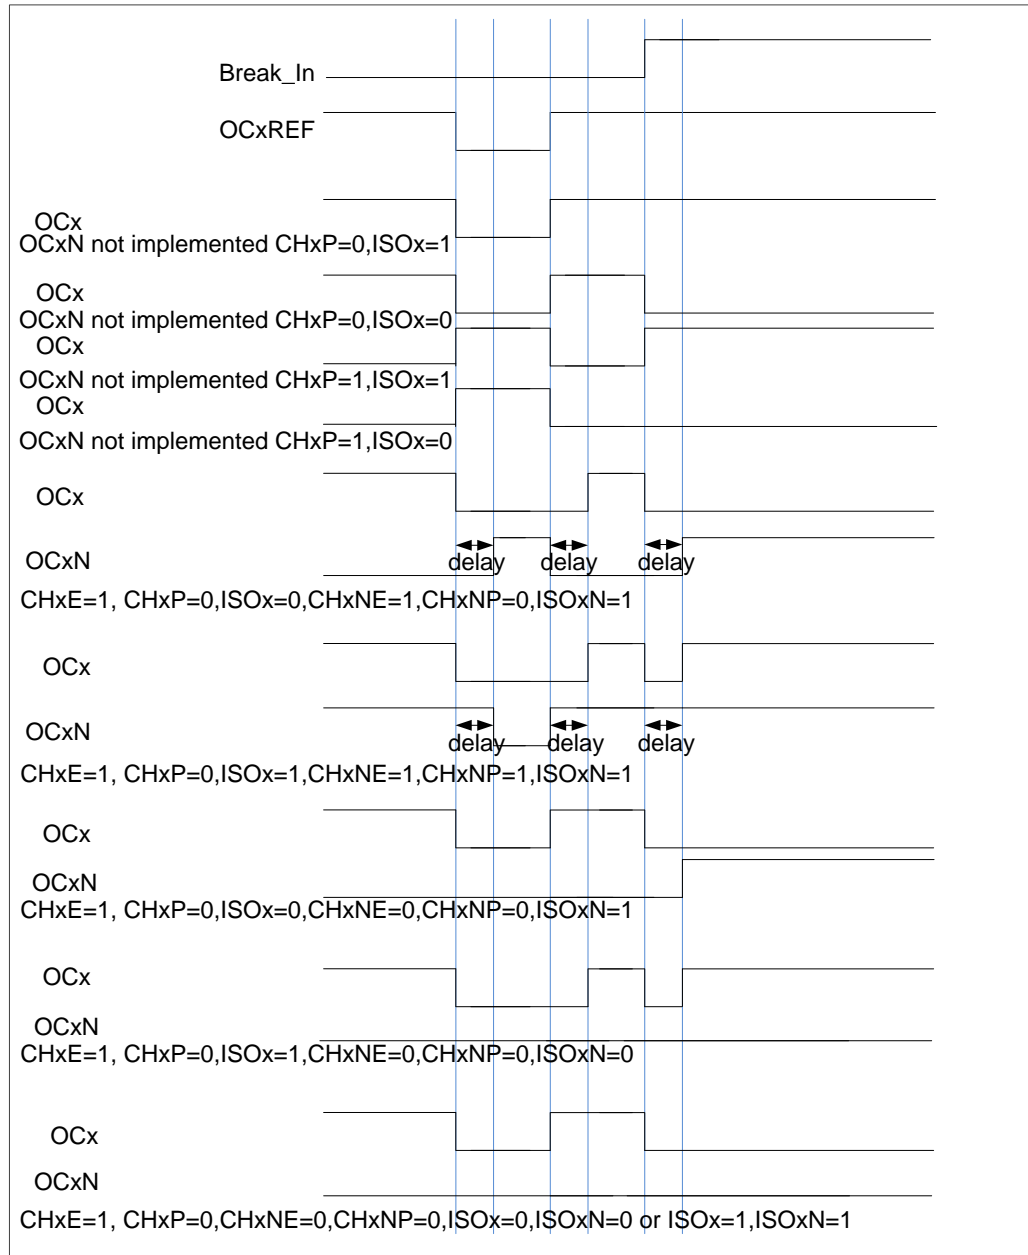 Break_In
OCxREF
OCx
OCxN not implemented CHxP=0,ISOx=1
OCx
OCxN not implemented CHxP=0,ISOx=0
OCx
OCxN not implemented CHxP=1,ISOx=1
OCx
OCxN not implemented CHxP=1,ISOx=0
OCx
OCxN
delay delay delay
CHxE=1, CHxP=0,ISOx=0,CHxNE=1,CHxNP=0,ISOxN=1
OCx
OCxN
delay delay delay
CHxE=1, CHxP=0,ISOx=1,CHxNE=1,CHxNP=1,ISOxN=1
OCx
OCxN
CHxE=1, CHxP=0,ISOx=0,CHxNE=0,CHxNP=0,ISOxN=1
OCx
OCxN
CHxE=1, CHxP=0,ISOx=1,CHxNE=0,CHxNP=0,ISOxN=0
OCx
OCxN
CHxE=1, CHxP=0,CHxNE=0,CHxNP=0,ISOx=0,ISOxN=0 or ISOx=1,ISOxN=1